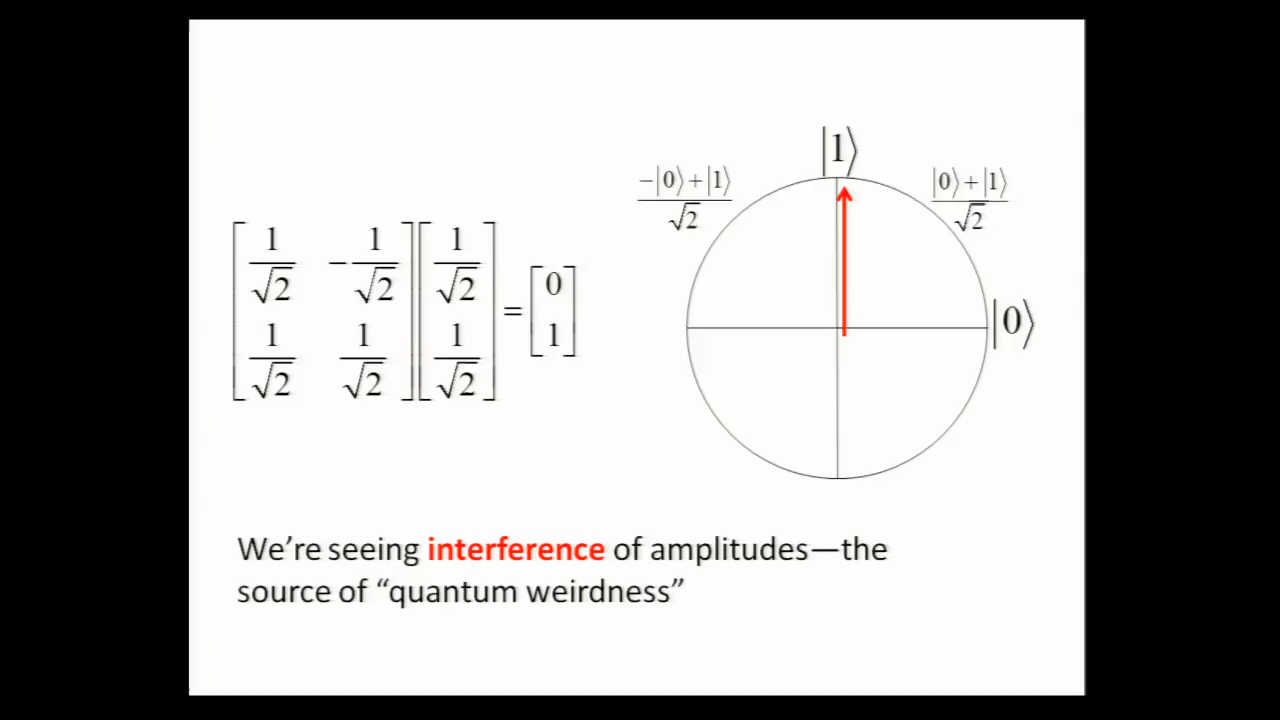 |1⟩
−|0⟩+|1⟩
√2
|0⟩+|1⟩
√2
[1/√2 −1/√2; 1/√2 1/√2] [1/√2; 1/√2] = [0; 1]
|0⟩
We’re seeing interference of amplitudes—the
source of “quantum weirdness”